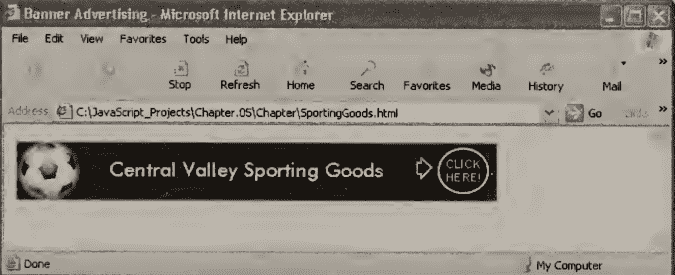 Banner Advertising - Microsoft Internet Explorer
File Edit View Favorites Tools Help
Stop Refresh Home Search Favorites Media History Mail »
Address C:\JavaScript_Projects\Chapter.05\Chapter\SportingGoods.html Go »
Central Valley Sporting Goods CLICK
HERE!
Done My Computer